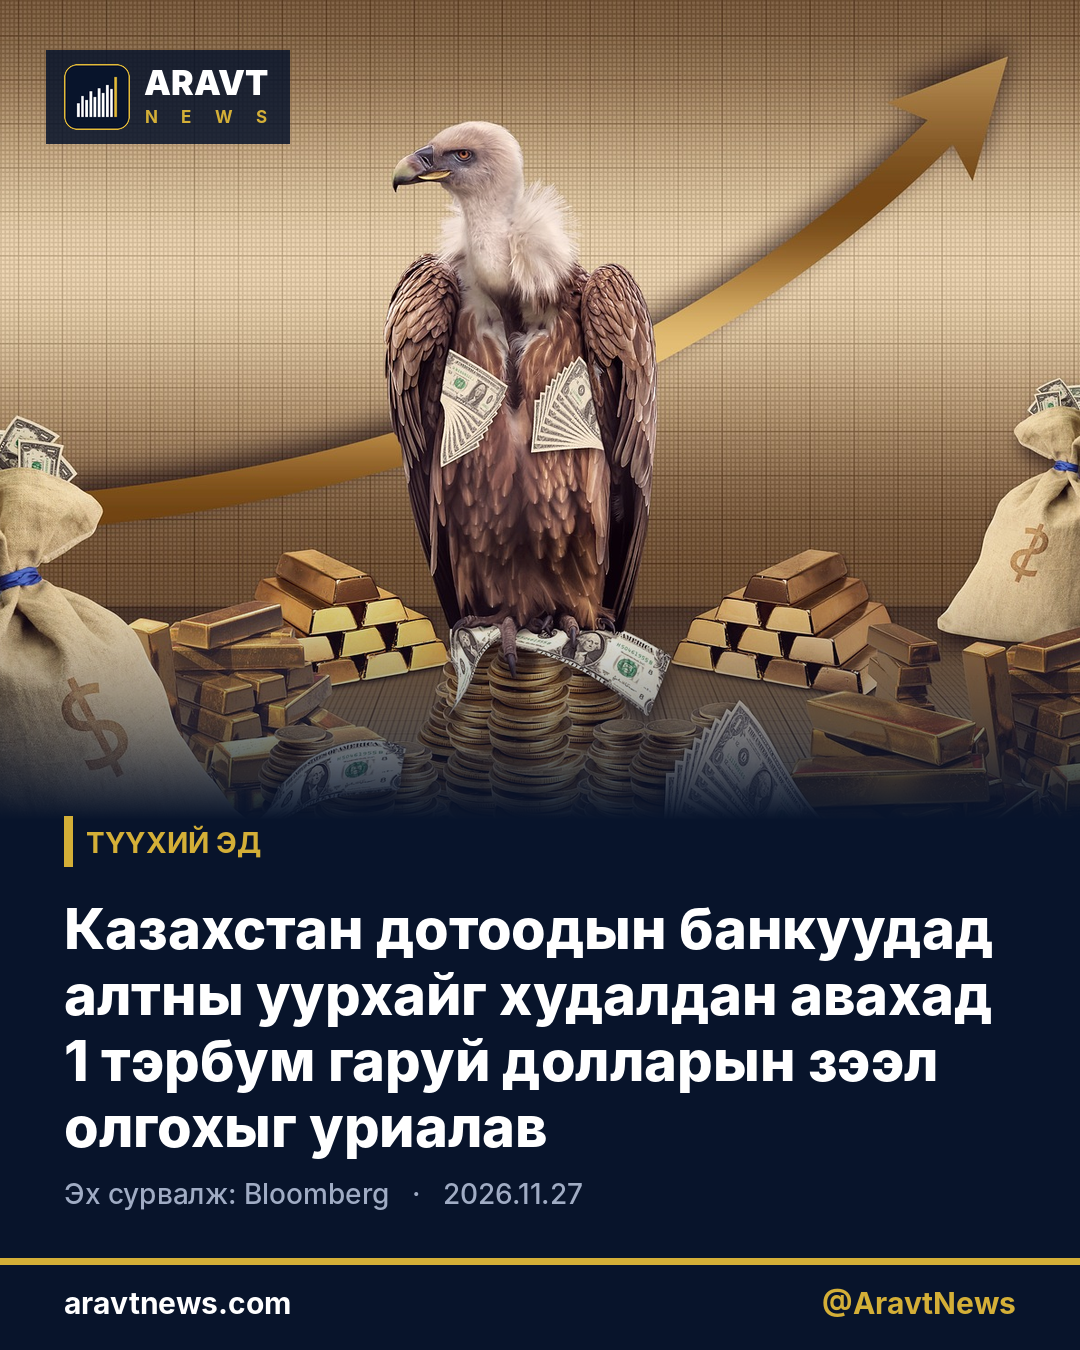 ARAVT
NEWS
ТҮҮХИЙ ЭД
Казахстан дотоодын банкуудад
алтны уурхайг худалдан авахад
1 тэрбум гаруй долларын зээл
олгохыг уриалав
Эх сурвалж: Bloomberg · 2026.11.27
aravtnews.com
@AravtNews